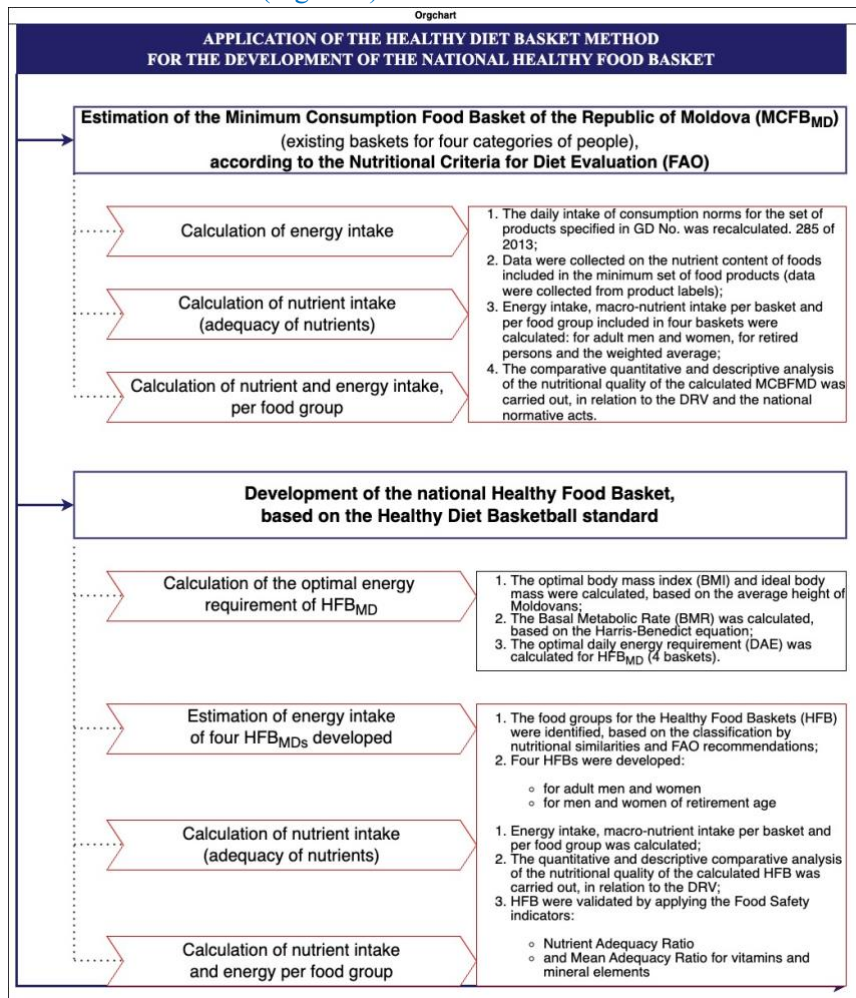 Orgchart
APPLICATION OF THE HEALTHY DIET BASKET METHOD
FOR THE DEVELOPMENT OF THE NATIONAL HEALTHY FOOD BASKET
Estimation of the Minimum Consumption Food Basket of the Republic of Moldova (MCFBMD)
(existing baskets for four categories of people),
according to the Nutritional Criteria for Diet Evaluation (FAO)
Calculation of energy intake
Calculation of nutrient intake
(adequacy of nutrients)
Calculation of nutrient and energy intake,
per food group
1. The daily intake of consumption norms for the set of
products specified in GD No. was recalculated. 285 of
2013;
2. Data were collected on the nutrient content of foods
included in the minimum set of food products (data
were collected from product labels);
3. Energy intake, macro-nutrient intake per basket and
per food group included in four baskets were
calculated: for adult men and women, for retired
persons and the weighted average;
4. The comparative quantitative and descriptive analysis
of the nutritional quality of the calculated MCBFMD was
carried out, in relation to the DRV and the national
normative acts.
Development of the national Healthy Food Basket,
based on the Healthy Diet Basketball standard
Calculation of the optimal energy
requirement of HFBMD
1. The optimal body mass index (BMI) and ideal body
mass were calculated, based on the average height of
Moldovans;
2. The Basal Metabolic Rate (BMR) was calculated,
based on the Harris-Benedict equation;
3. The optimal daily energy requirement (DAE) was
calculated for HFBMD (4 baskets).
Estimation of energy intake
of four HFBMDs developed
Calculation of nutrient intake
(adequacy of nutrients)
Calculation of nutrient intake
and energy per food group
1. The food groups for the Healthy Food Baskets (HFB)
were identified, based on the classification by
nutritional similarities and FAO recommendations;
2. Four HFBs were developed:
○ for adult men and women
○ for men and women of retirement age
1. Energy intake, macro-nutrient intake per basket and
per food group was calculated;
2. The quantitative and descriptive comparative analysis
of the nutritional quality of the calculated HFB was
carried out, in relation to the DRV;
3. HFB were validated by applying the Food Safety
indicators:
○ Nutrient Adequacy Ratio
○ and Mean Adequacy Ratio for vitamins and
mineral elements